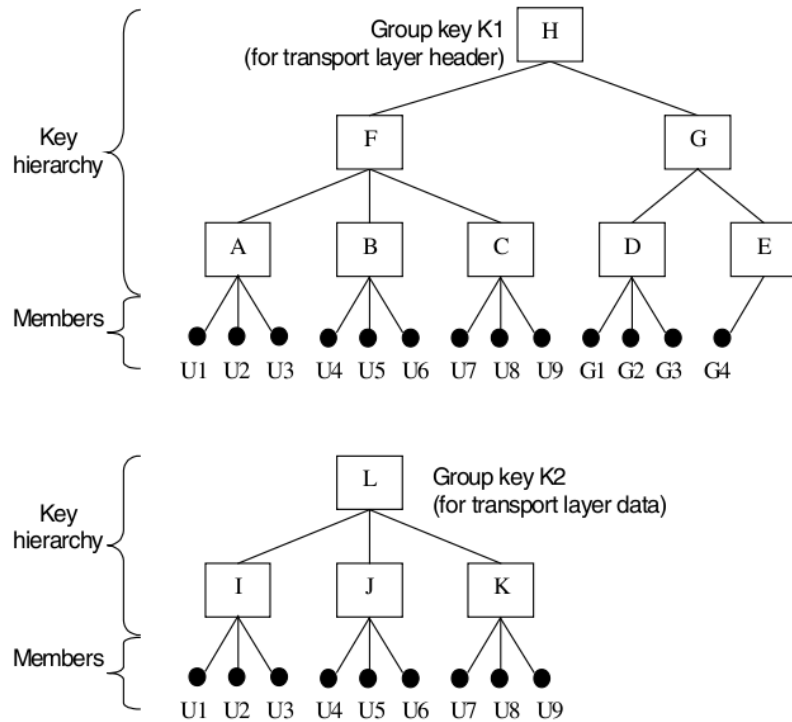 Group key K1
(for transport layer header)
H
Key
hierarchy
F
G
A
B
C
D
E
Members
U1 U2 U3 U4 U5 U6 U7 U8 U9 G1 G2 G3 G4
L
Group key K2
(for transport layer data)
Key
hierarchy
I
J
K
Members
U1 U2 U3 U4 U5 U6 U7 U8 U9